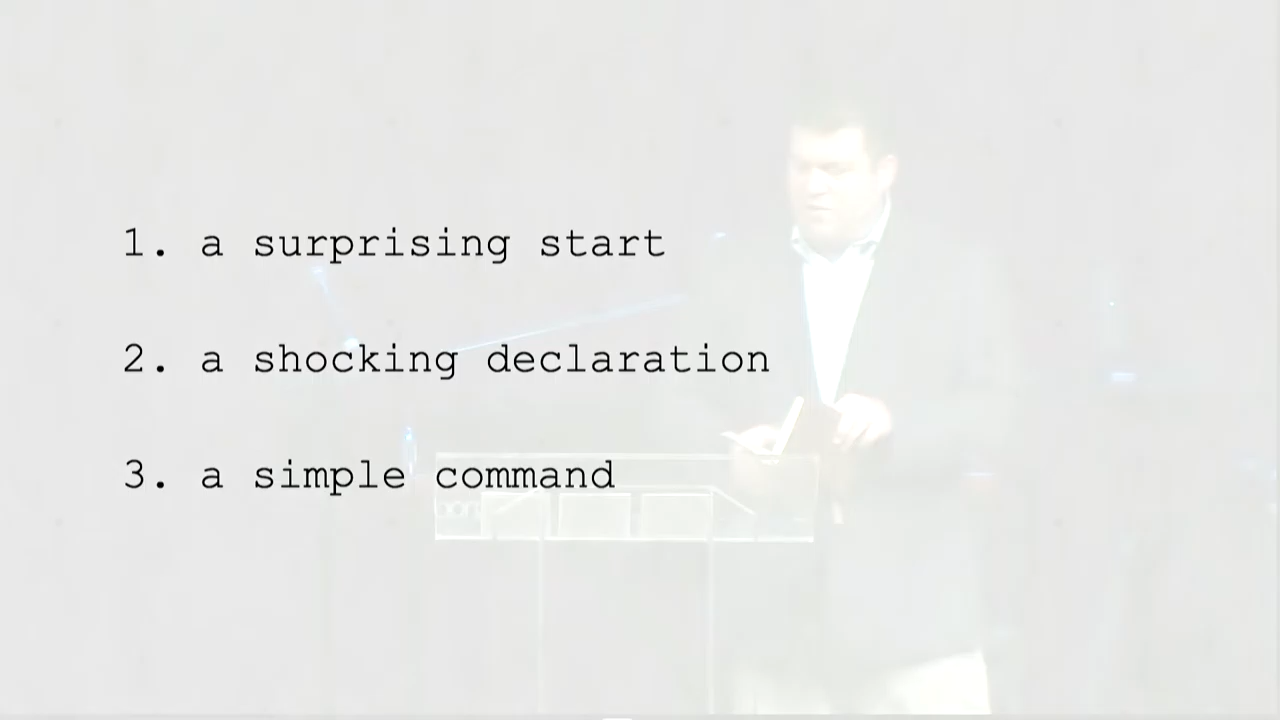 1. a surprising start
2. a shocking declaration
3. a simple command